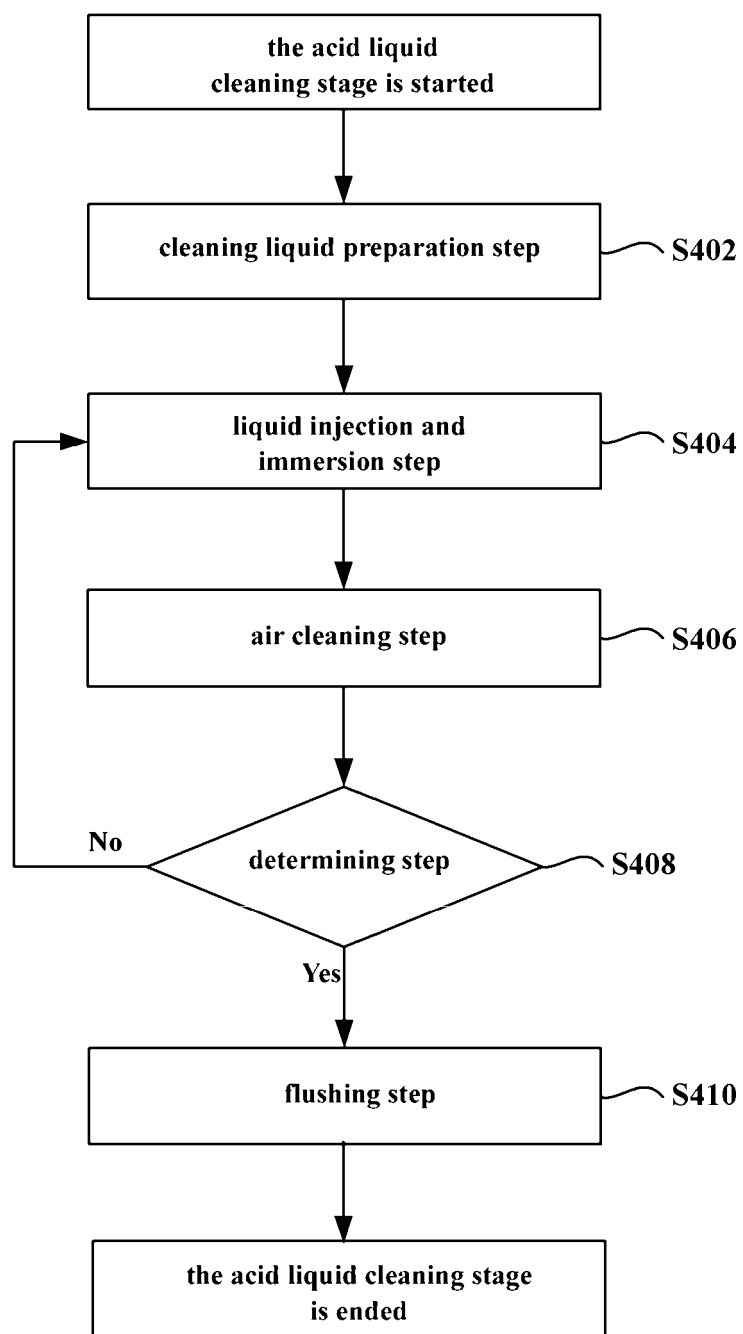 the acid liquid
cleaning stage is started
cleaning liquid preparation step
S402
liquid injection and
immersion step
S404
air cleaning step
S406
No
determining step
S408
Yes
flushing step
S410
the acid liquid cleaning stage
is ended